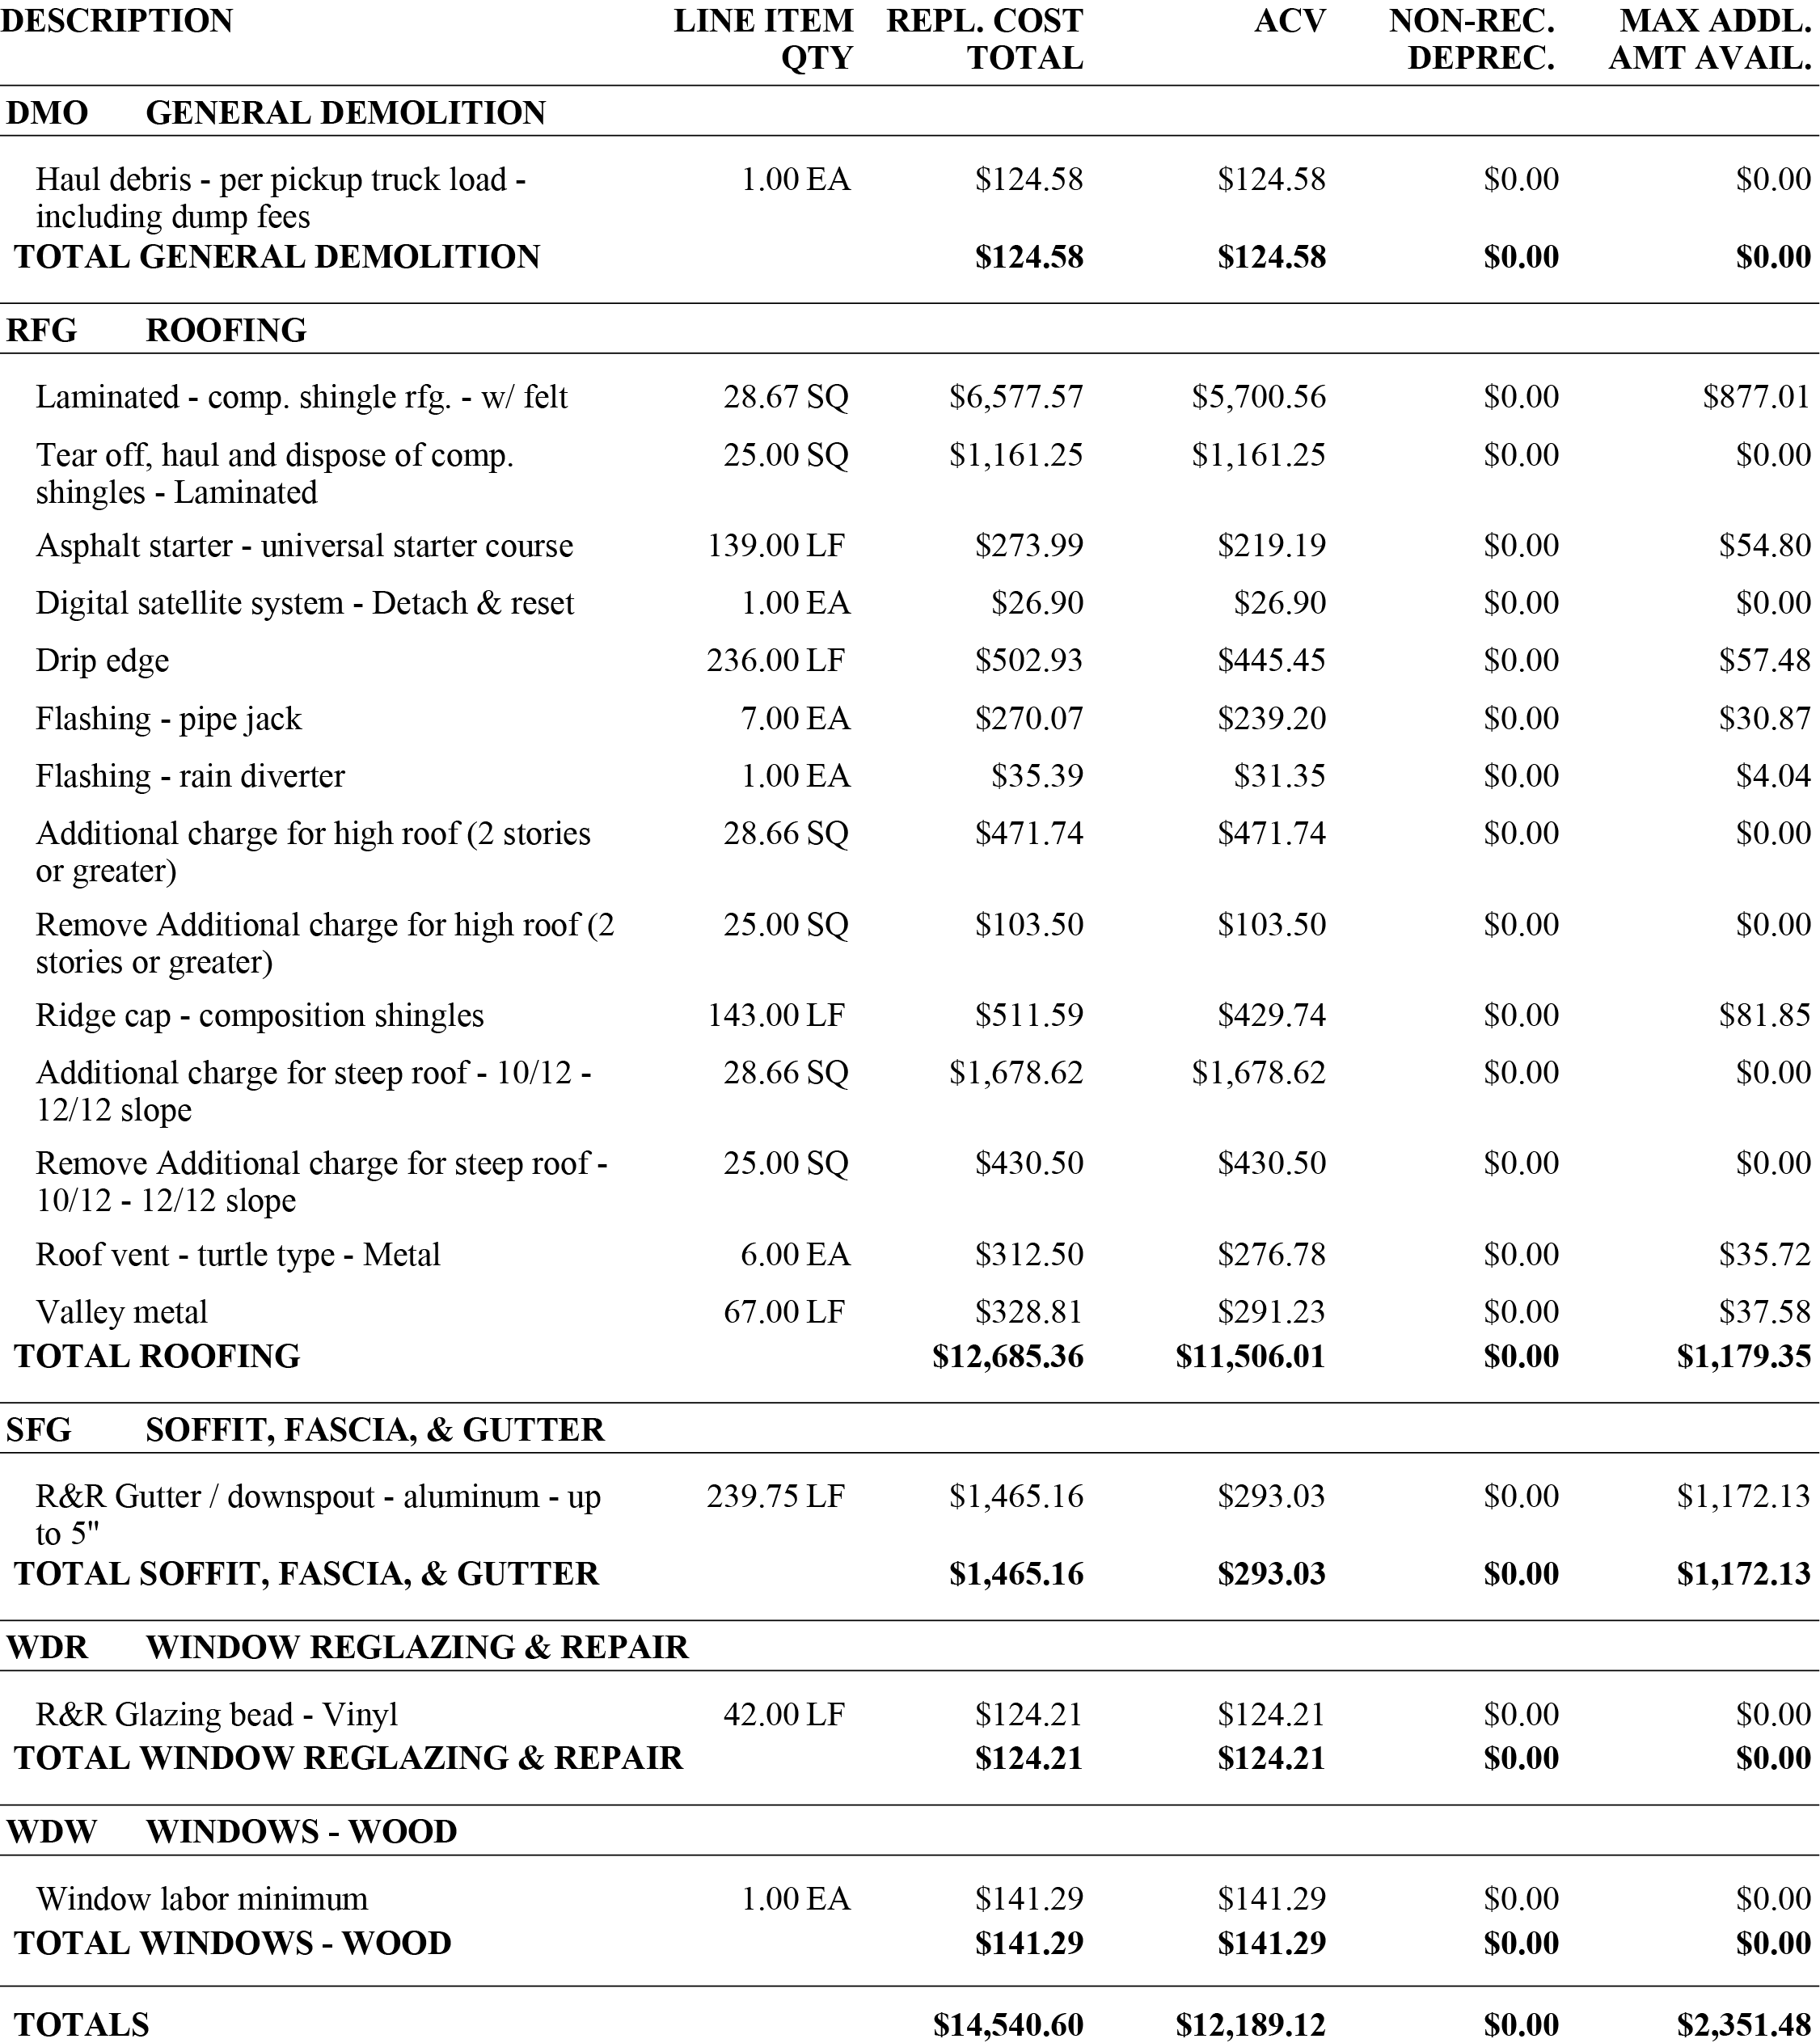 DESCRIPTION LINE ITEM REPL. COST ACV NON-REC. MAX ADDL.
QTY TOTAL DEPREC. AMT AVAIL.
DMO GENERAL DEMOLITION
Haul debris - per pickup truck load - 1.00 EA $124.58 $124.58 $0.00 $0.00
including dump fees
TOTAL GENERAL DEMOLITION $124.58 $124.58 $0.00 $0.00
RFG ROOFING
Laminated - comp. shingle rfg. - w/ felt 28.67 SQ $6,577.57 $5,700.56 $0.00 $877.01
Tear off, haul and dispose of comp. 25.00 SQ $1,161.25 $1,161.25 $0.00 $0.00
shingles - Laminated
Asphalt starter - universal starter course 139.00 LF $273.99 $219.19 $0.00 $54.80
Digital satellite system - Detach & reset 1.00 EA $26.90 $26.90 $0.00 $0.00
Drip edge 236.00 LF $502.93 $445.45 $0.00 $57.48
Flashing - pipe jack 7.00 EA $270.07 $239.20 $0.00 $30.87
Flashing - rain diverter 1.00 EA $35.39 $31.35 $0.00 $4.04
Additional charge for high roof (2 stories 28.66 SQ $471.74 $471.74 $0.00 $0.00
or greater)
Remove Additional charge for high roof (2 25.00 SQ $103.50 $103.50 $0.00 $0.00
stories or greater)
Ridge cap - composition shingles 143.00 LF $511.59 $429.74 $0.00 $81.85
Additional charge for steep roof - 10/12 - 28.66 SQ $1,678.62 $1,678.62 $0.00 $0.00
12/12 slope
Remove Additional charge for steep roof - 25.00 SQ $430.50 $430.50 $0.00 $0.00
10/12 - 12/12 slope
Roof vent - turtle type - Metal 6.00 EA $312.50 $276.78 $0.00 $35.72
Valley metal 67.00 LF $328.81 $291.23 $0.00 $37.58
TOTAL ROOFING $12,685.36 $11,506.01 $0.00 $1,179.35
SFG SOFFIT, FASCIA, & GUTTER
R&R Gutter / downspout - aluminum - up 239.75 LF $1,465.16 $293.03 $0.00 $1,172.13
to 5"
TOTAL SOFFIT, FASCIA, & GUTTER $1,465.16 $293.03 $0.00 $1,172.13
WDR WINDOW REGLAZING & REPAIR
R&R Glazing bead - Vinyl 42.00 LF $124.21 $124.21 $0.00 $0.00
TOTAL WINDOW REGLAZING & REPAIR $124.21 $124.21 $0.00 $0.00
WDW WINDOWS - WOOD
Window labor minimum 1.00 EA $141.29 $141.29 $0.00 $0.00
TOTAL WINDOWS - WOOD $141.29 $141.29 $0.00 $0.00
TOTALS $14,540.60 $12,189.12 $0.00 $2,351.48